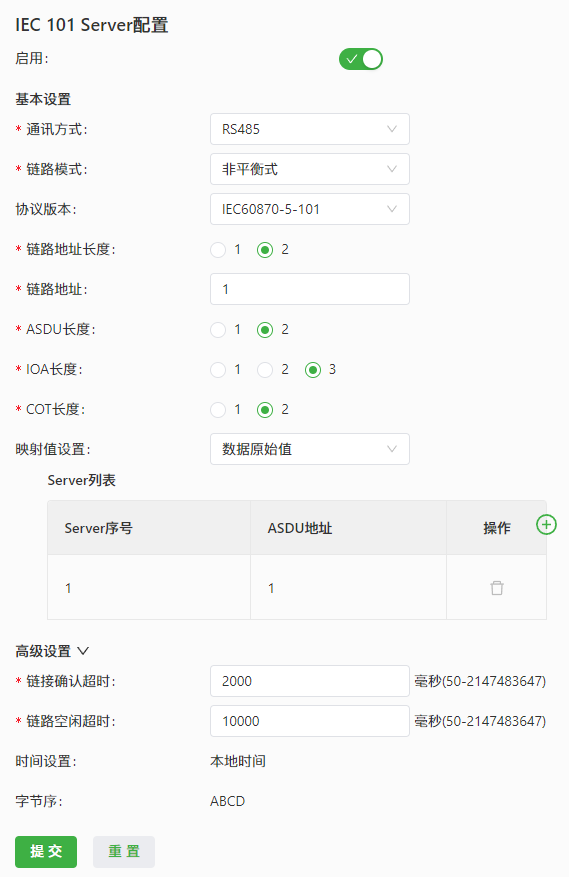 IEC 101 Server配置
启用:
基本设置
* 通讯方式: RS485
* 链路模式: 非平衡式
协议版本: IEC60870-5-101
* 链路地址长度: 1 2
* 链路地址: 1
* ASDU长度: 1 2
* IOA长度: 1 2 3
* COT长度: 1 2
映射值设置: 数据原始值
Server列表
Server序号 ASDU地址 操作
1 1
高级设置
* 链接确认超时: 2000 毫秒(50-2147483647)
* 链路空闲超时: 10000 毫秒(50-2147483647)
时间设置: 本地时间
字节序: ABCD
提 交 重 置